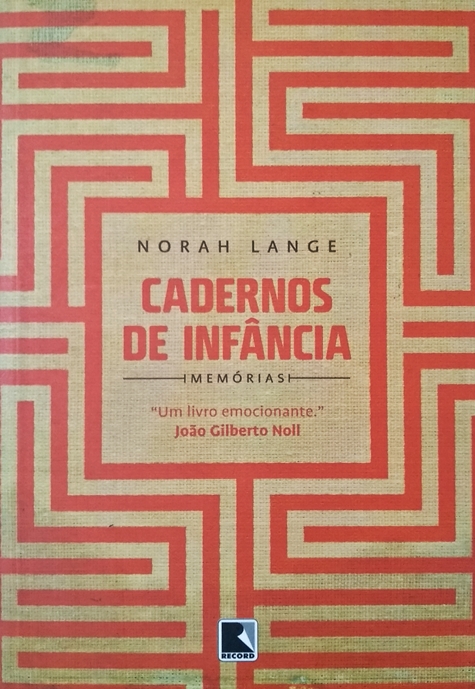 NORAH LANGE
CADERNOS
DE INFÂNCIA
MEMÓRIAS
“Um livro emocionante.”
João Gilberto Noll
RECORD